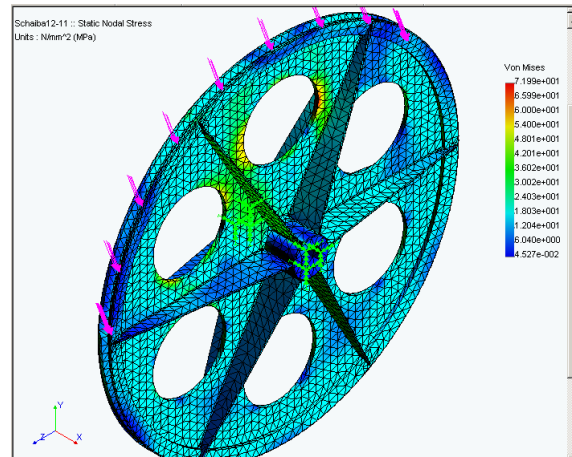 Schaiba12-11 :: Static Nodal Stress
Units : N/mm^2 (MPa)
Von Mises
7.199e+001
6.599e+001
6.000e+001
5.400e+001
4.801e+001
4.201e+001
3.602e+001
3.002e+001
2.403e+001
1.803e+001
1.204e+001
6.040e+000
4.527e-002
Y
Z
X